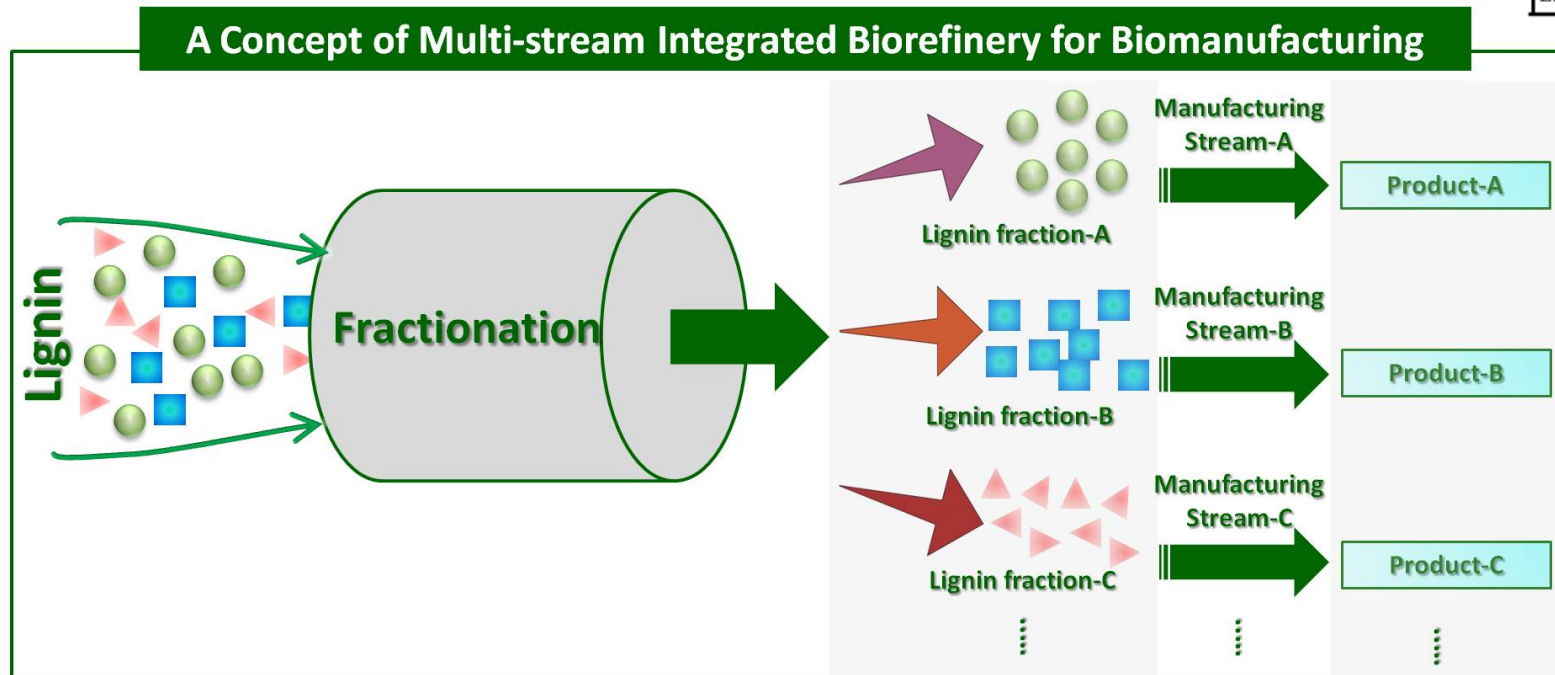 A Concept of Multi-stream Integrated Biorefinery for Biomanufacturing
Lignin
Fractionation
Lignin fraction-A
Manufacturing
Stream-A
Product-A
Lignin fraction-B
Manufacturing
Stream-B
Product-B
Lignin fraction-C
Manufacturing
Stream-C
Product-C